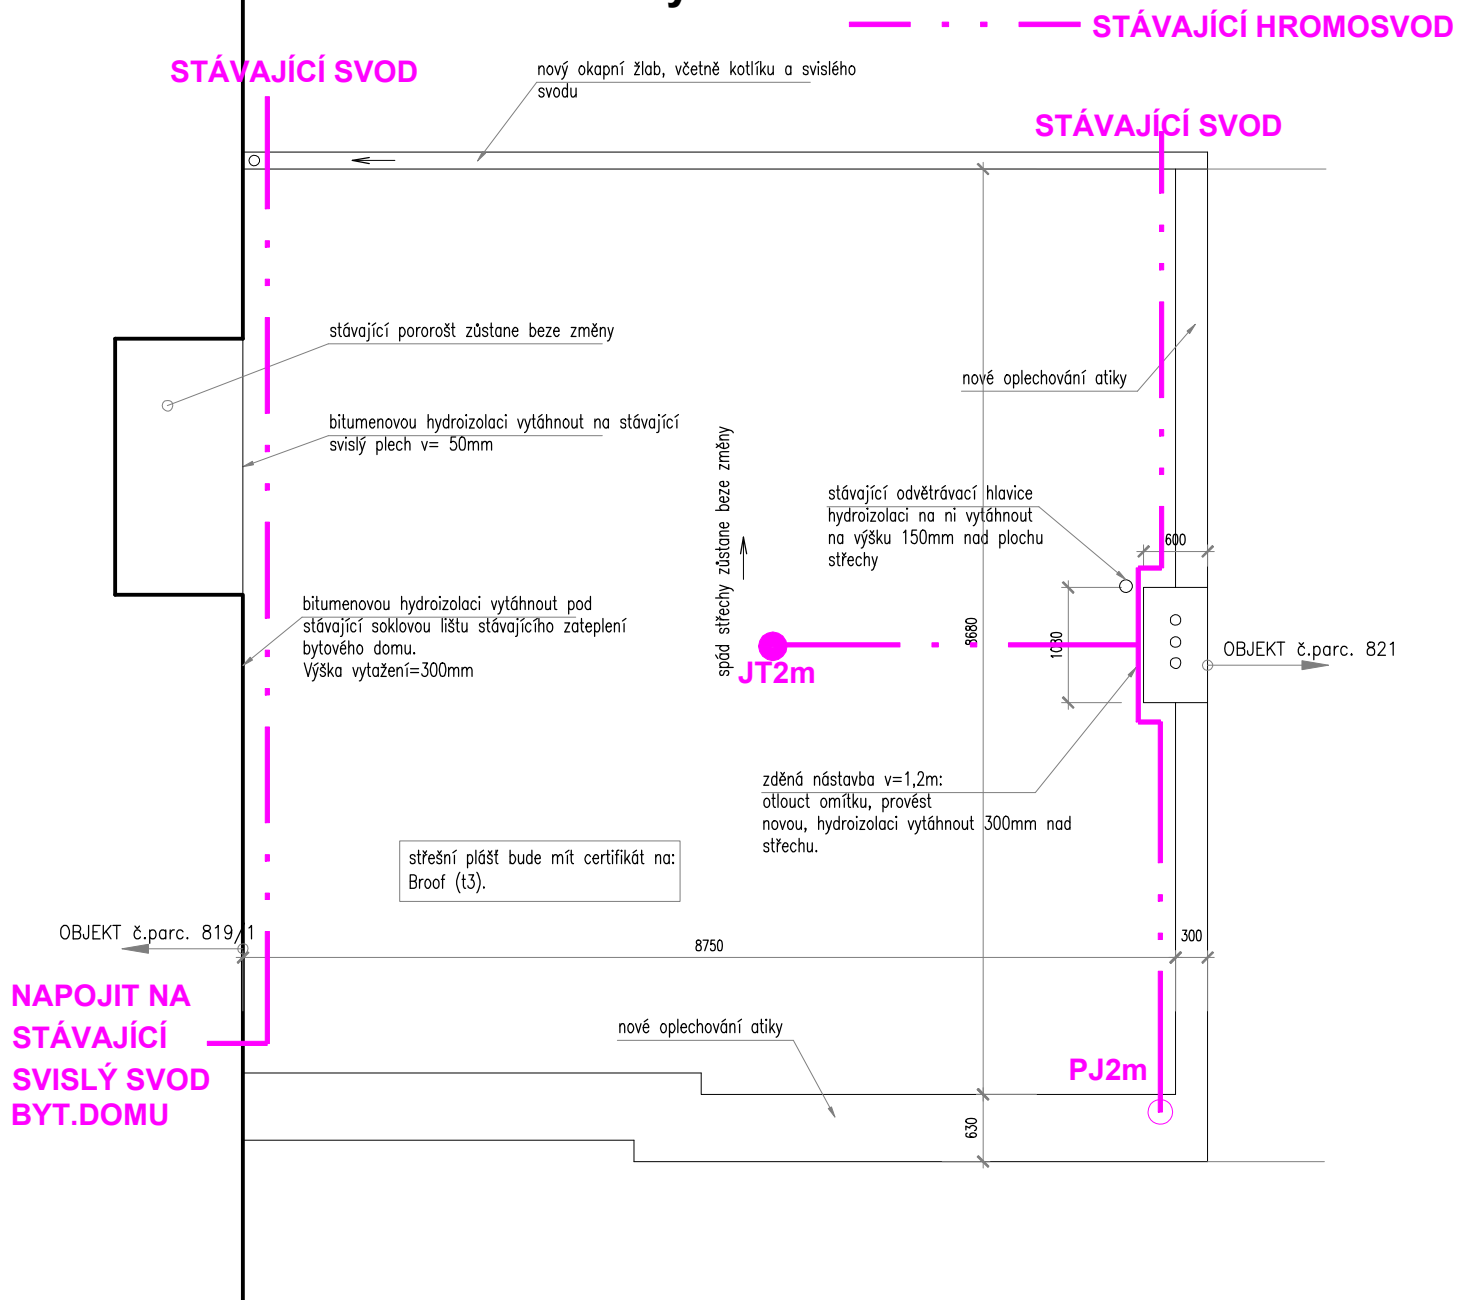 STÁVAJÍCÍ HROMOSVOD
STÁVAJÍCÍ SVOD
nový okapní žlab, včetně kotlíku a svislého
svodu
STÁVAJÍCÍ SVOD
stávající pororošt zůstane beze změny
nové oplechování atiky
bitumenovou hydroizolaci vytáhnout na stávající
svislý plech v= 50mm
spád střechy zůstane beze změny
stávající odvětrávací hlavice
hydroizolaci na ni vytáhnout
na výšku 150mm nad plochu
střechy
600
bitumenovou hydroizolaci vytáhnout pod
stávající soklovou lištu stávajícího zateplení
bytového domu.
Výška vytažení=300mm
8680
1080
OBJEKT č.parc. 821
JT2m
zděná nástavba v=1,2m:
otlouct omítku, provést
novou, hydroizolaci vytáhnout 300mm nad
střechu.
střešní plášť bude mít certifikát na:
Broof (t3).
OBJEKT č.parc. 819/1
8750
300
NAPOJIT NA
STÁVAJÍCÍ
SVISLÝ SVOD
BYT.DOMU
nové oplechování atiky
PJ2m
630